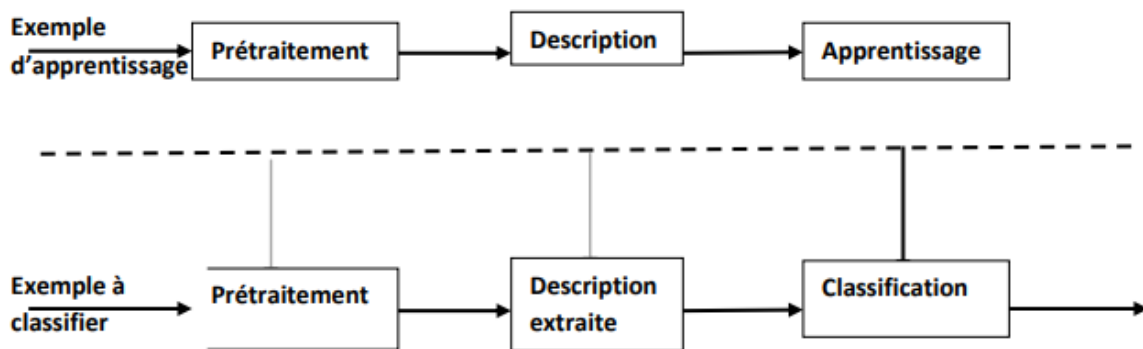 Exemple
d'apprentissage
Prétraitement
Description
Apprentissage
Exemple à
classifier
Prétraitement
Description
extraite
Classification